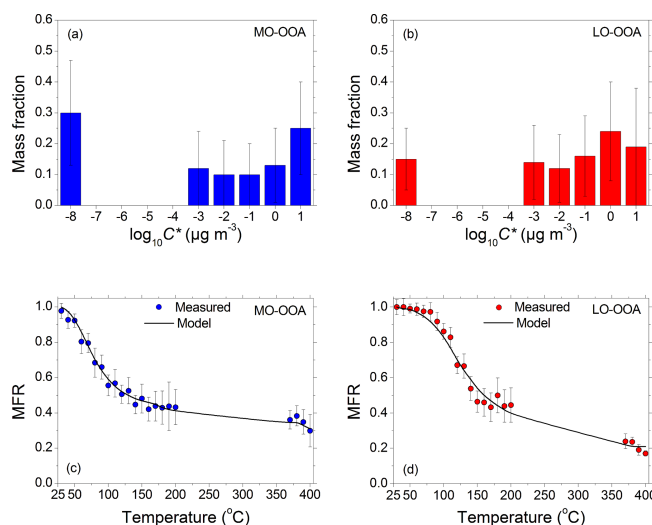 (a) MO-OOA
0.6
0.5
0.4
0.3
0.2
0.1
0.0
Mass fraction
-8 -7 -6 -5 -4 -3 -2 -1 0 1
log10C* (µg m-3)
(b) LO-OOA
0.6
0.5
0.4
0.3
0.2
0.1
0.0
Mass fraction
-8 -7 -6 -5 -4 -3 -2 -1 0 1
log10C* (µg m-3)
Measured MO-OOA
Model
1.0
0.8
0.6
0.4
0.2
0.0
MFR
(c)
25 50 100 150 200 250 300 350 400
Temperature (oC)
Measured LO-OOA
Model
1.0
0.8
0.6
0.4
0.2
0.0
MFR
(d)
25 50 100 150 200 250 300 350 400
Temperature (oC)